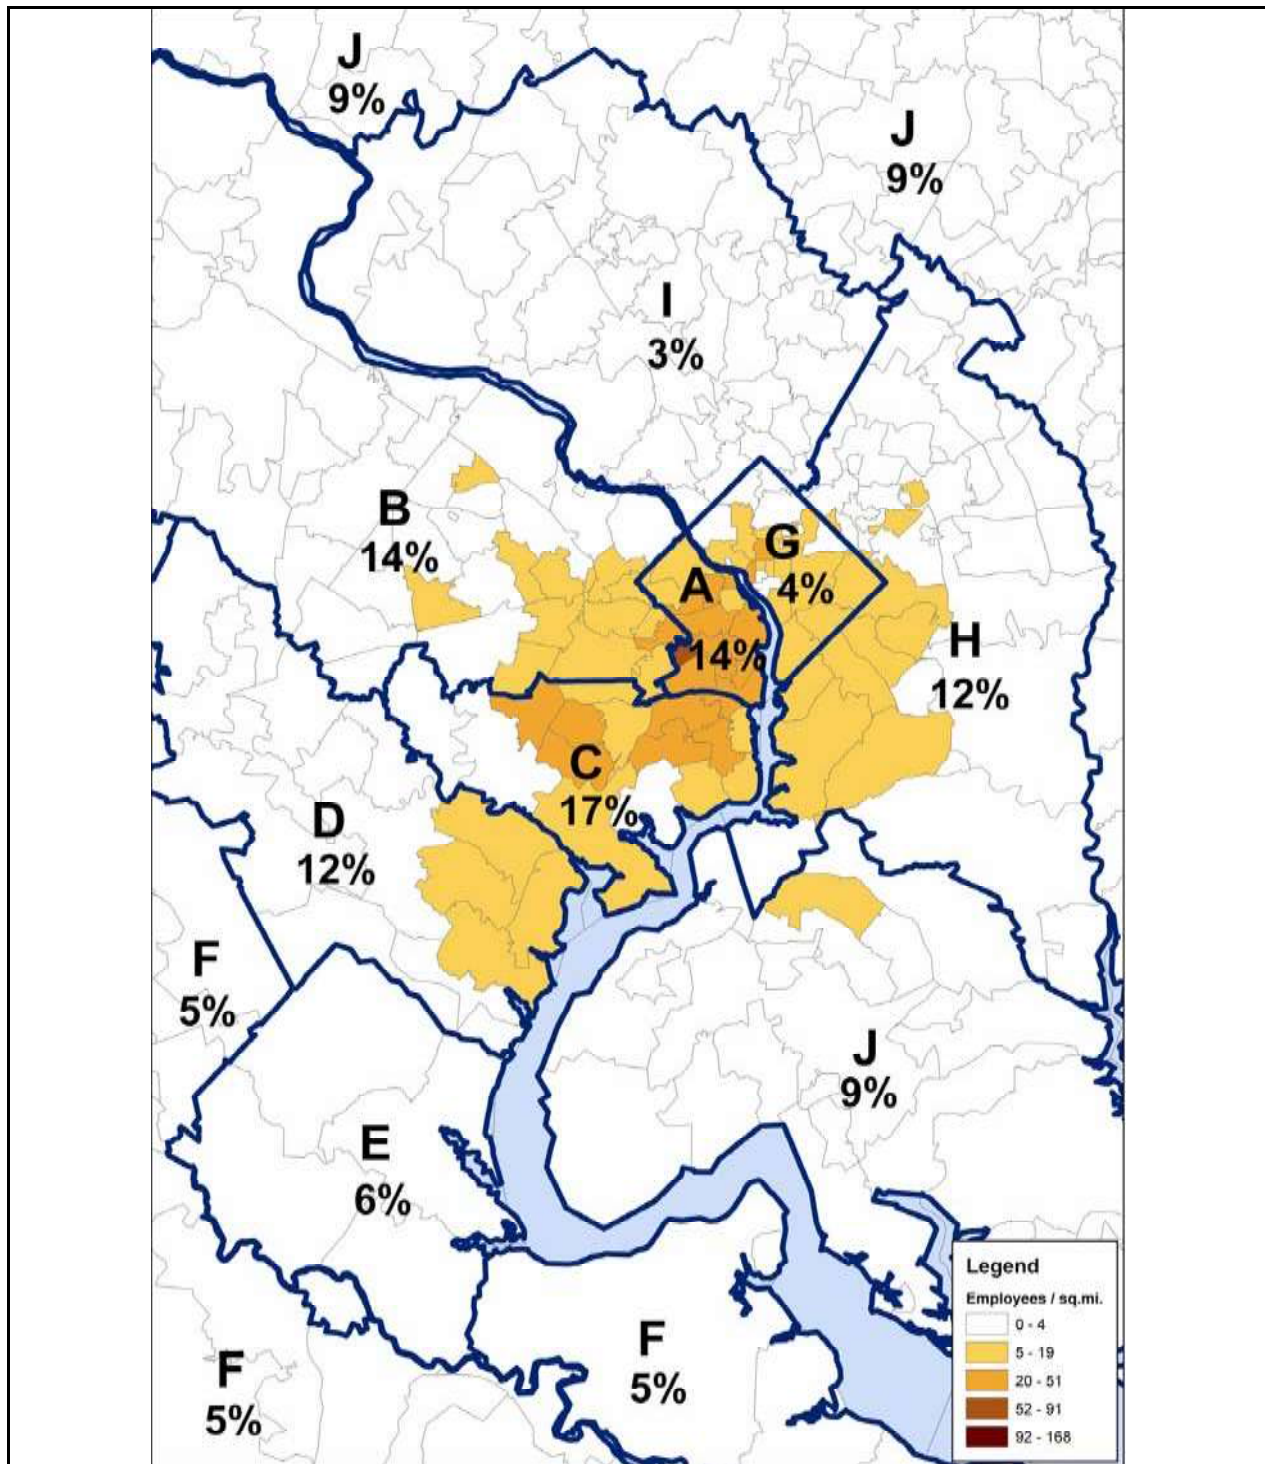 J
9%
J
9%
I
3%
B
14%
G
4%
A
14%
H
12%
C
17%
D
12%
F
5%
J
9%
E
6%
F
5%
F
5%
Legend
Employees / sq.mi.
0 - 4
5 - 19
20 - 51
52 - 91
92 - 168